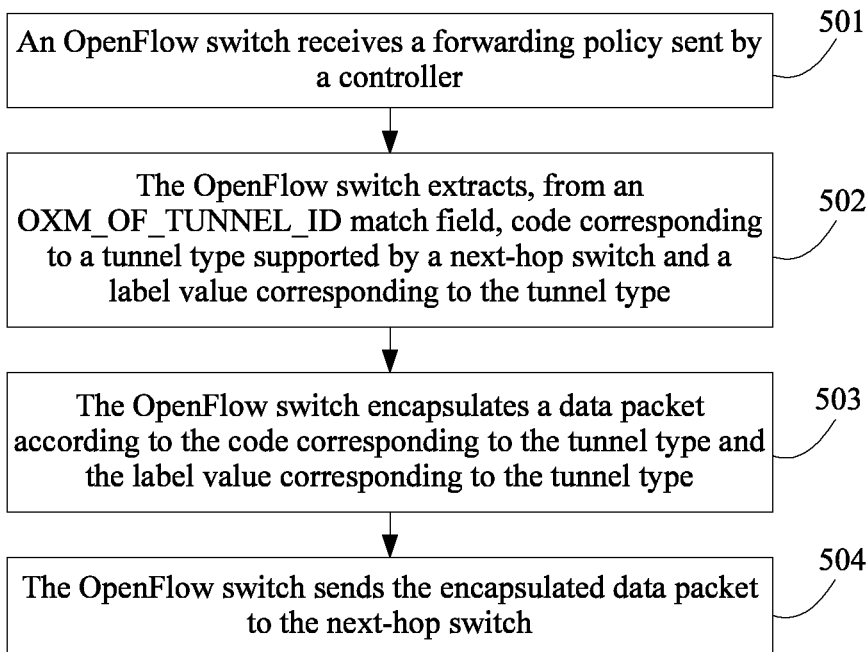 An OpenFlow switch receives a forwarding policy sent by
a controller
501
The OpenFlow switch extracts, from an
OXM_OF_TUNNEL_ID match field, code corresponding
to a tunnel type supported by a next-hop switch and a
label value corresponding to the tunnel type
502
The OpenFlow switch encapsulates a data packet
according to the code corresponding to the tunnel type and
the label value corresponding to the tunnel type
503
The OpenFlow switch sends the encapsulated data packet
to the next-hop switch
504